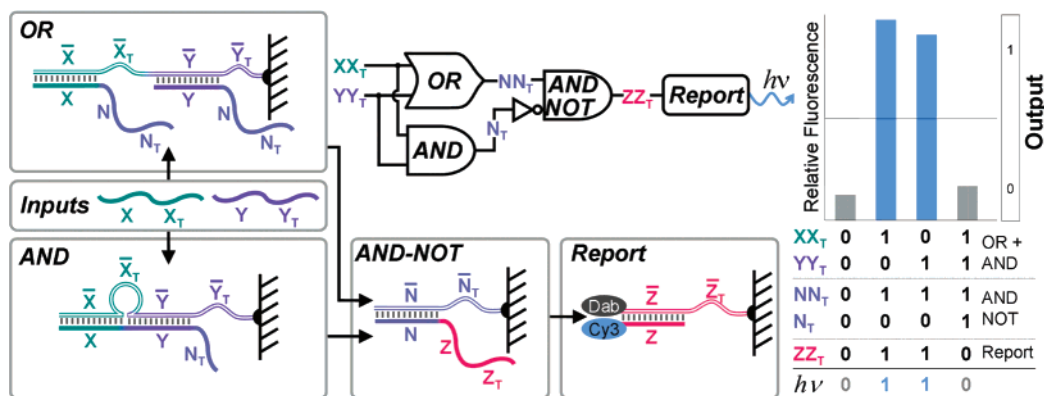 OR
X̅ X̅T Y̅ Y̅T
X Y
N N
NT NT
Inputs
X XT Y YT
AND
X̅T
X̅ Y̅ Y̅T
X Y
NT
XXT
YYT
OR
NNT
AND
NT
AND
NOT
ZZT
Report
hν
AND-NOT
N̅ N̅T
N Z
ZT
Report
Dab
Cy3
Z̅ Z̅T
Z
Relative Fluorescence
1
0
Output
XXT 0 1 0 1 OR +
YYT 0 0 1 1 AND
NNT 0 1 1 1 AND
NT 0 0 0 1 NOT
ZZT 0 1 1 0 Report
hν 0 1 1 0